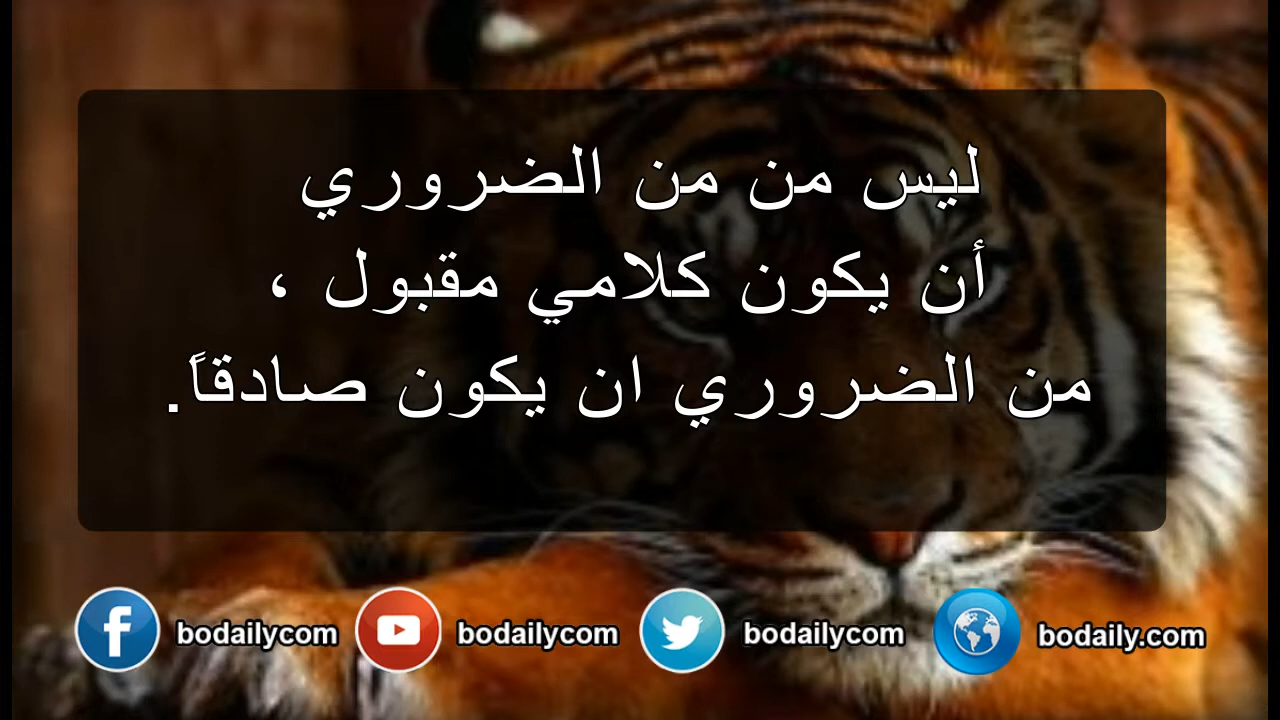 ليس من من الضروري
أن يكون كلامي مقبول ،
من الضروري ان يكون صادقاً.
bodailycom bodailycom bodailycom bodaily.com